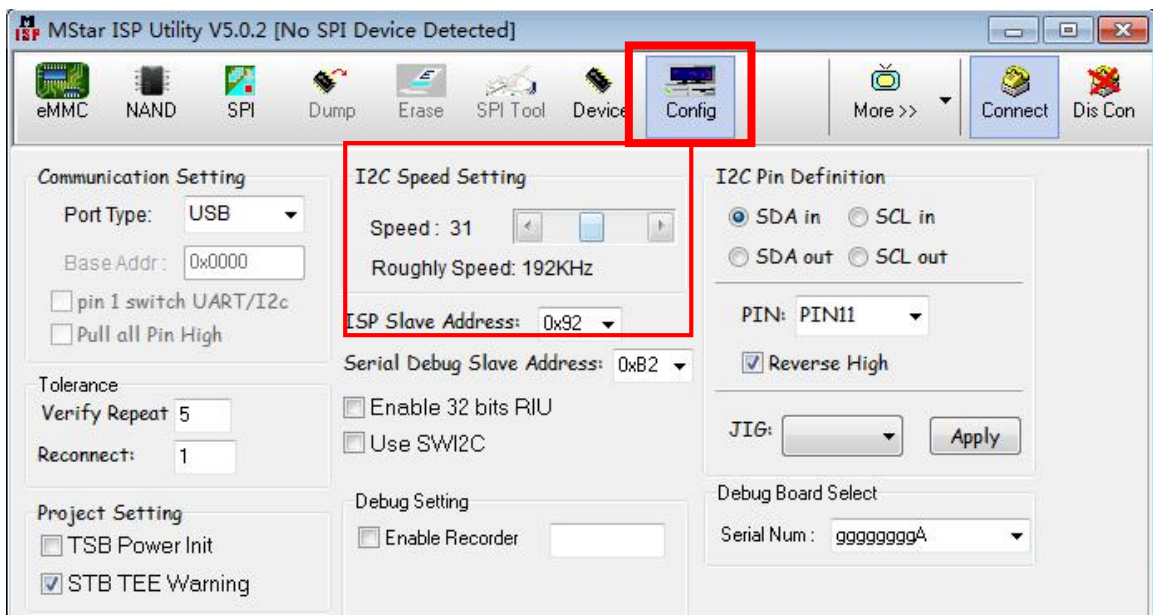 MStar ISP Utility V5.0.2 [No SPI Device Detected]
eMMC NAND SPI Dump Erase SPI Tool Device Config More >> Connect Dis Con
Communication Setting
Port Type: USB
Base Addr: 0x0000
pin 1 switch UART/I2c
Pull all Pin High
Tolerance
Verify Repeat 5
Reconnect: 1
Project Setting
TSB Power Init
STB TEE Warning
I2C Speed Setting
Speed : 31
Roughly Speed: 192KHz
ISP Slave Address: 0x92
Serial Debug Slave Address: 0xB2
Enable 32 bits RIU
Use SWI2C
Debug Setting
Enable Recorder
I2C Pin Definition
SDA in SCL in
SDA out SCL out
PIN: PIN11
Reverse High
JIG: Apply
Debug Board Select
Serial Num : ggggggggA